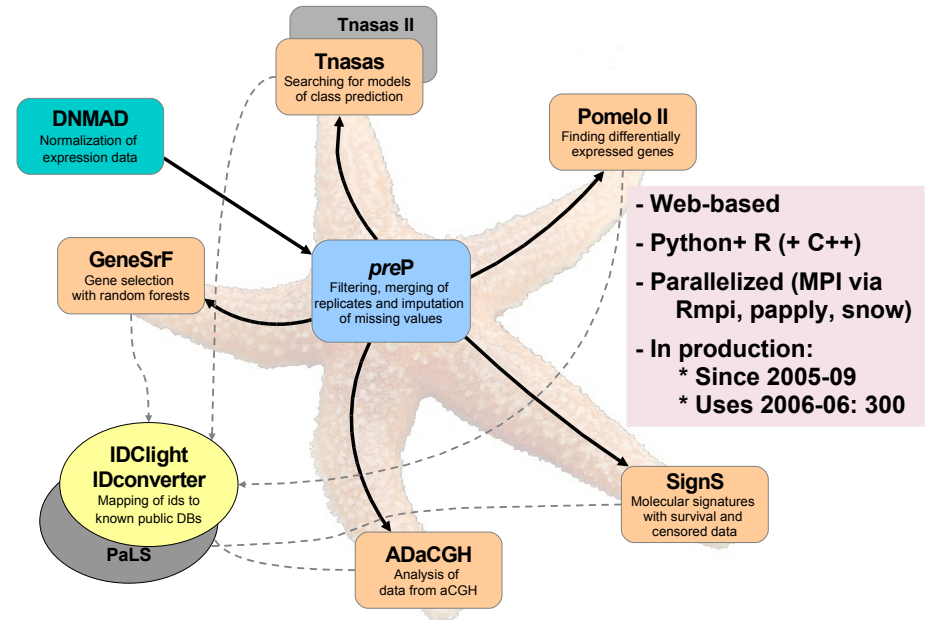 Tnasas II
Tnasas
Searching for models
of class prediction
DNMAD
Normalization of
expression data
Pomelo II
Finding differentially
expressed genes
- Web-based
- Python+ R (+ C++)
- Parallelized (MPI via
Rmpi, papply, snow)
- In production:
* Since 2005-09
* Uses 2006-06: 300
GeneSrF
Gene selection
with random forests
preP
Filtering, merging of
replicates and imputation
of missing values
IDClight
IDconverter
Mapping of ids to
known public DBs
PaLS
SignS
Molecular signatures
with survival and
censored data
ADaCGH
Analysis of
data from aCGH